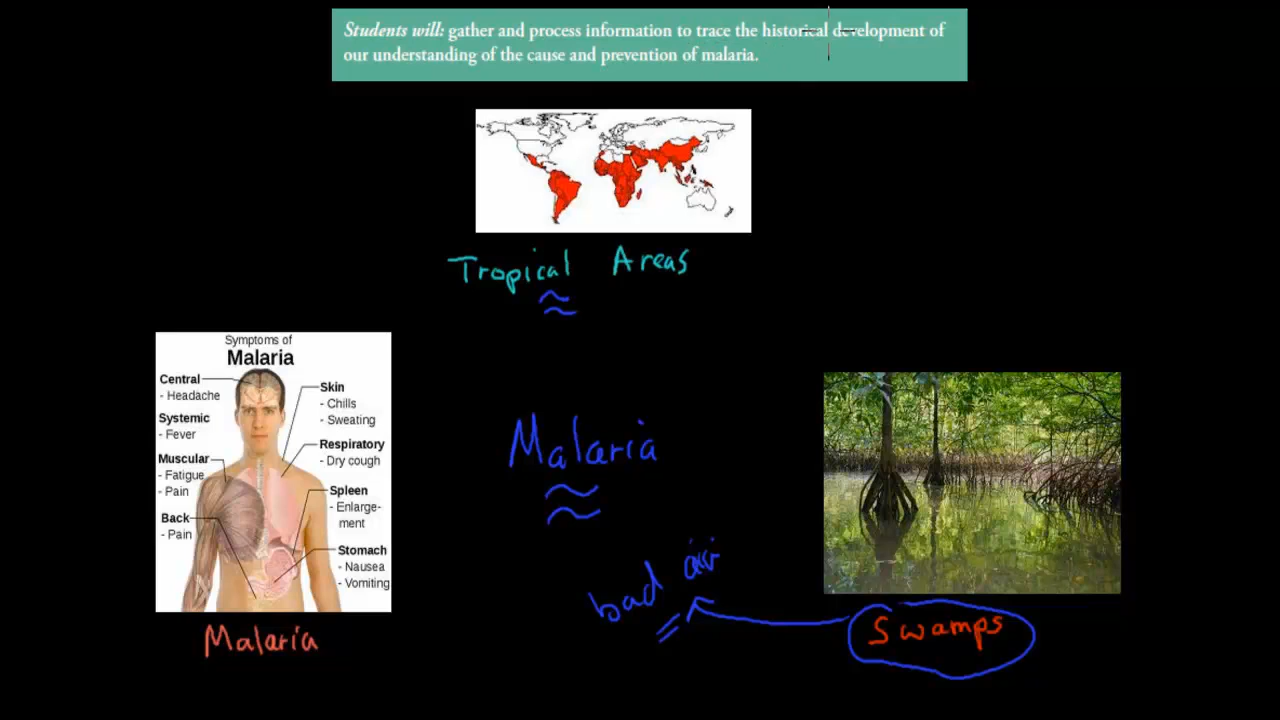 Students will: gather and process information to trace the historical development of
our understanding of the cause and prevention of malaria.
Tropical Areas
Symptoms of
Malaria
Central
- Headache
Systemic
- Fever
Muscular
- Fatigue
- Pain
Back
- Pain
Skin
- Chills
- Sweating
Respiratory
- Dry cough
Spleen
- Enlarge-
ment
Stomach
- Nausea
- Vomiting
Malaria
Malaria
bad air
Swamps